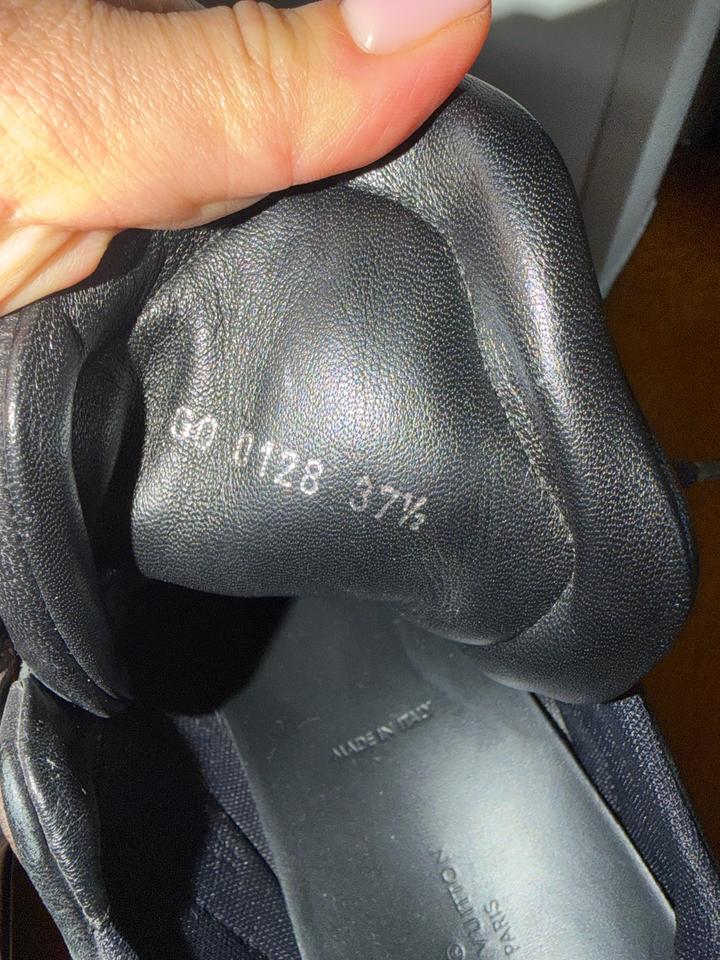 GO 0128 37½
MADE IN ITALY
VUITTON
PARIS